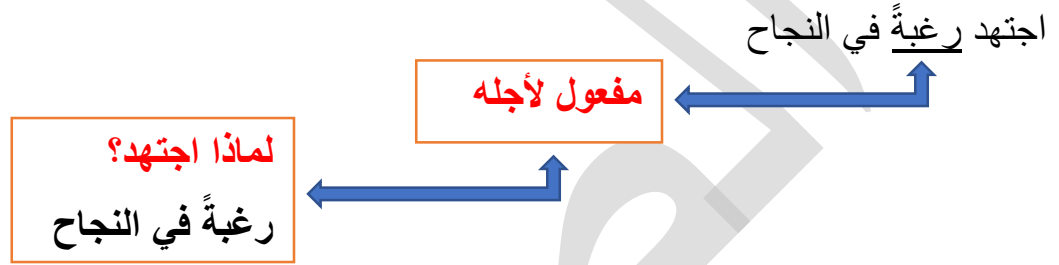 اجتهد رغبةً في النجاح
مفعول لأجله
لماذا اجتهد؟
رغبةً في النجاح